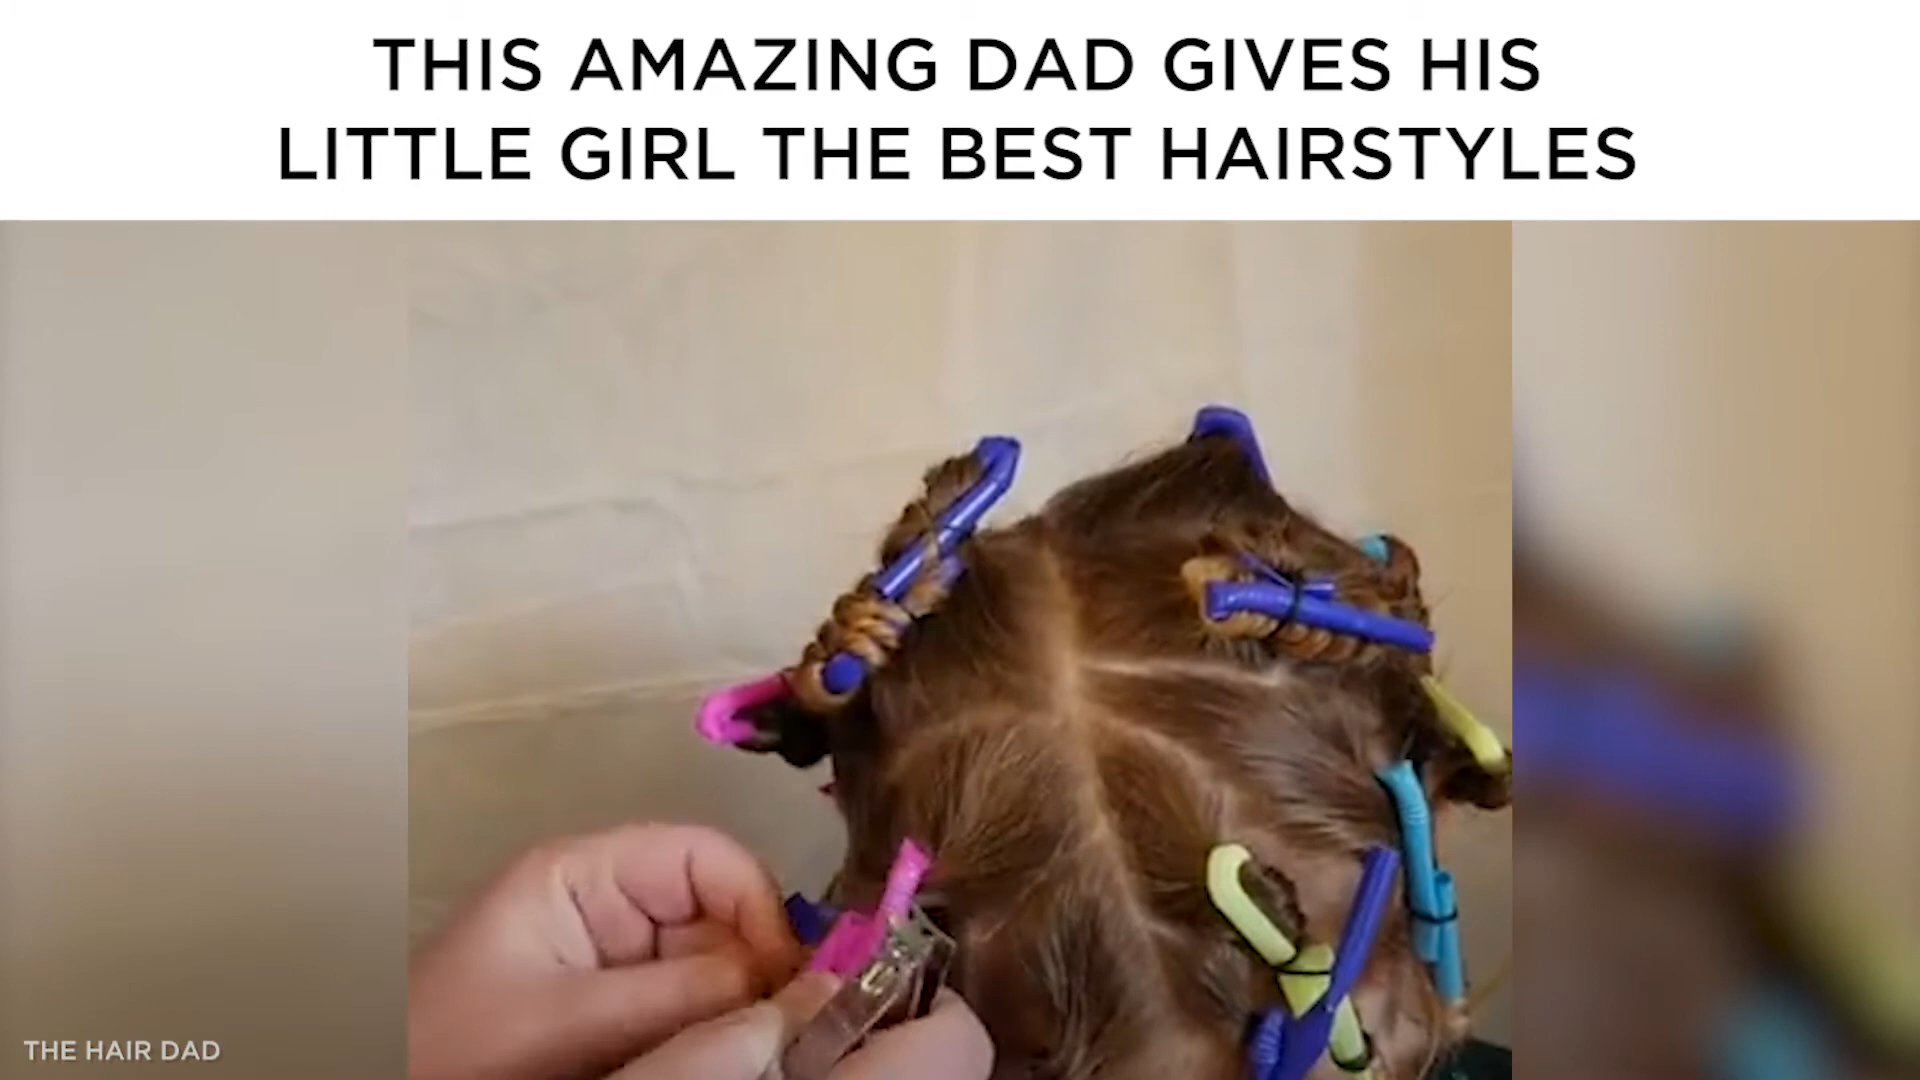 THIS AMAZING DAD GIVES HIS
LITTLE GIRL THE BEST HAIRSTYLES
THE HAIR DAD